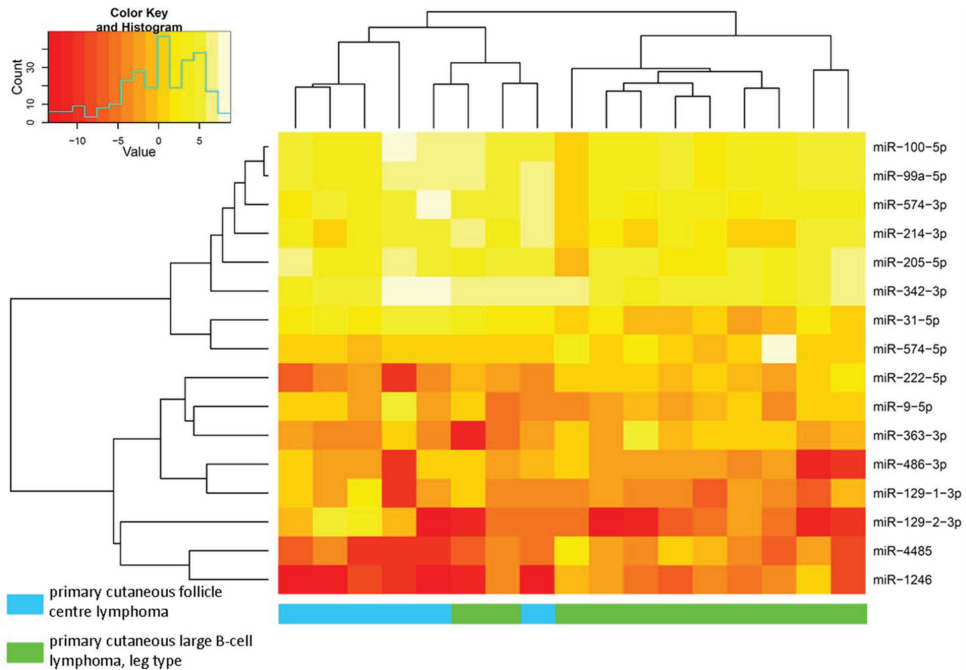 Color Key
and Histogram
Count
0 10 30
−10 −5 0 5
Value
miR−100−5p
miR−99a−5p
miR−574−3p
miR−214−3p
miR−205−5p
miR−342−3p
miR−31−5p
miR−574−5p
miR−222−5p
miR−9−5p
miR−363−3p
miR−486−3p
miR−129−1−3p
miR−129−2−3p
miR−4485
miR−1246
primary cutaneous follicle
centre lymphoma
primary cutaneous large B-cell
lymphoma, leg type